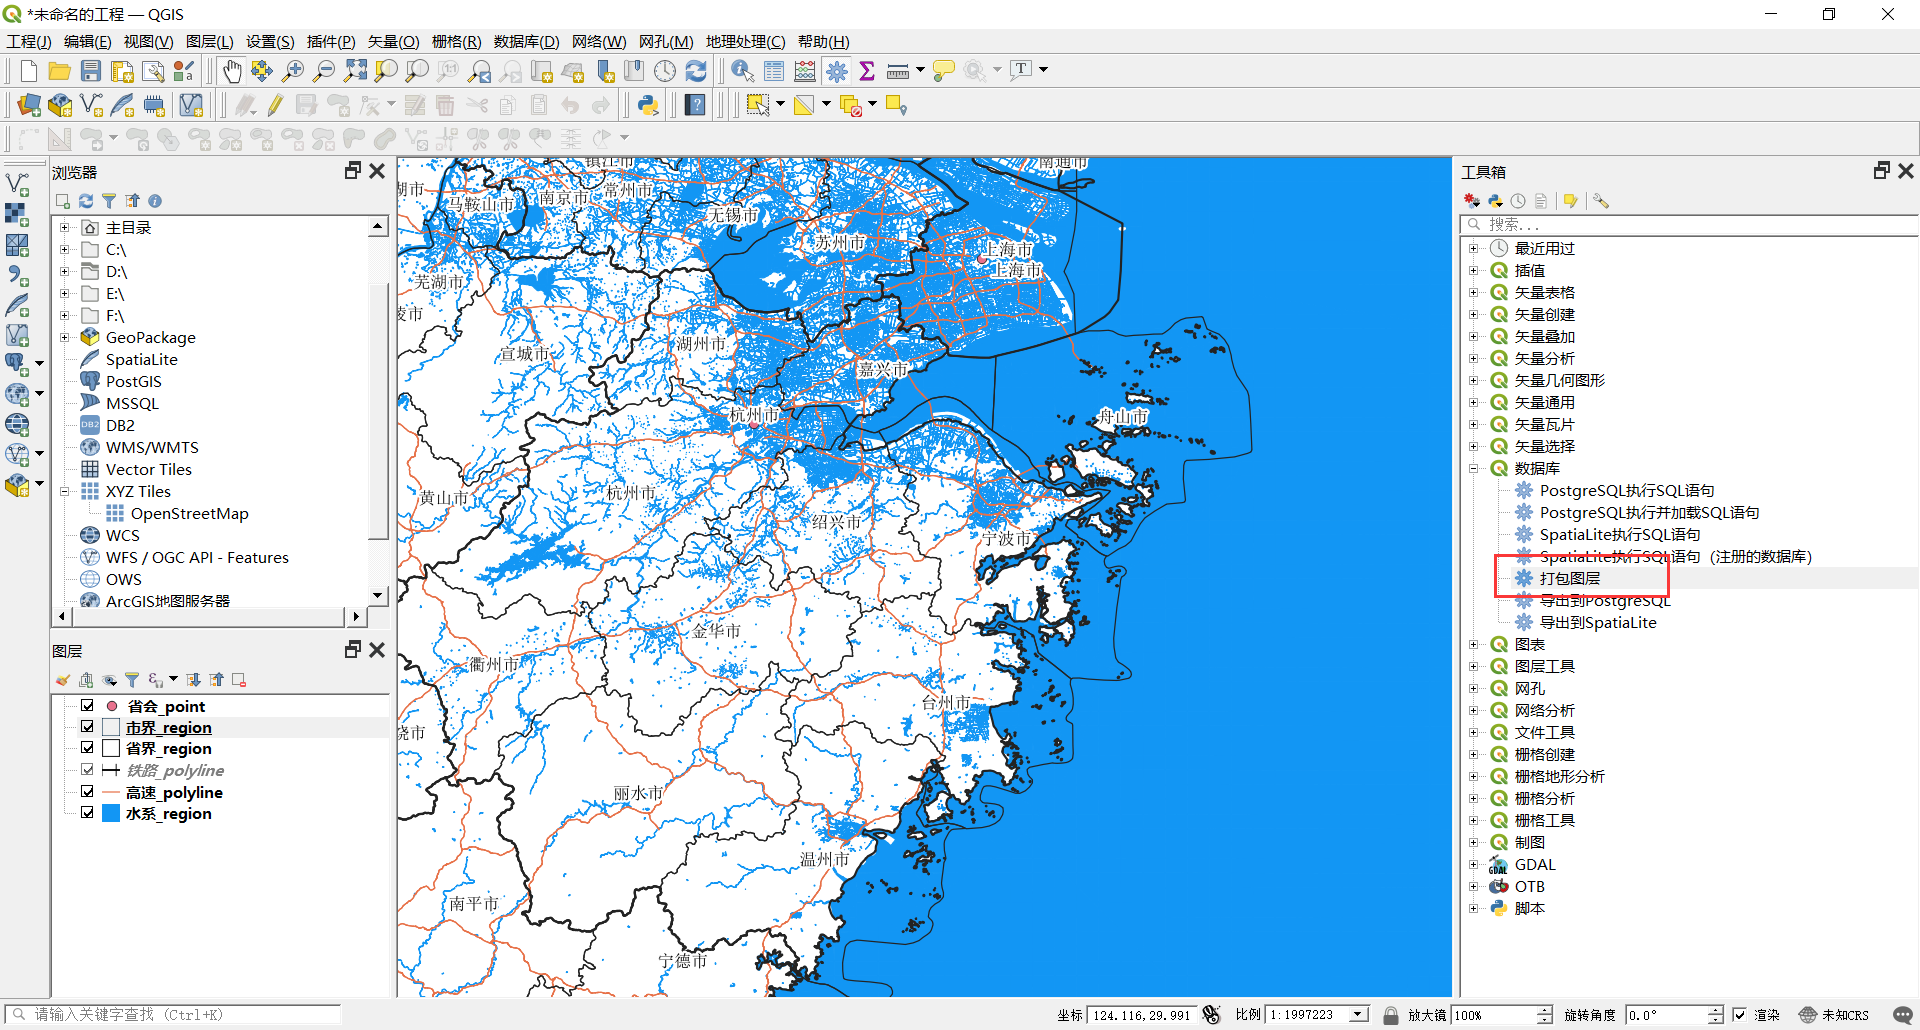 *未命名的工程 — QGIS
工程(J) 编辑(E) 视图(V) 图层(L) 设置(S) 插件(P) 矢量(O) 栅格(R) 数据库(D) 网络(W) 网孔(M) 地理处理(C) 帮助(H)
浏览器
主目录
C:\
D:\
E:\
F:\
GeoPackage
SpatiaLite
PostGIS
MSSQL
DB2
WMS/WMTS
Vector Tiles
XYZ Tiles
OpenStreetMap
WCS
WFS / OGC API - Features
OWS
ArcGIS地图服务器
图层
省会_point
市界_region
省界_region
铁路_polyline
高速_polyline
水系_region
镇江市
南通市
湖市
马鞍山市
南京市
常州市
无锡市
苏州市
上海市
上海市
芜湖市
陵市
宣城市
湖州市
嘉兴市
杭州市
舟山市
黄山市
杭州市
绍兴市
宁波市
金华市
衢州市
台州市
饶市
丽水市
温州市
南平市
宁德市
工具箱
搜索...
最近用过
插值
矢量表格
矢量创建
矢量叠加
矢量分析
矢量几何图形
矢量通用
矢量瓦片
矢量选择
数据库
PostgreSQL执行SQL语句
PostgreSQL执行并加载SQL语句
SpatiaLite执行SQL语句
SpatiaLite执行SQL语句（注册的数据库）
打包图层
导出到PostgreSQL
导出到SpatiaLite
图表
图层工具
网孔
网络分析
文件工具
栅格创建
栅格地形分析
栅格分析
栅格工具
制图
GDAL
OTB
脚本
请输入关键字查找 (Ctrl+K)
坐标 124.116,29.991 比例 1:1997223 放大镜 100% 旋转角度 0.0° 渲染 未知CRS